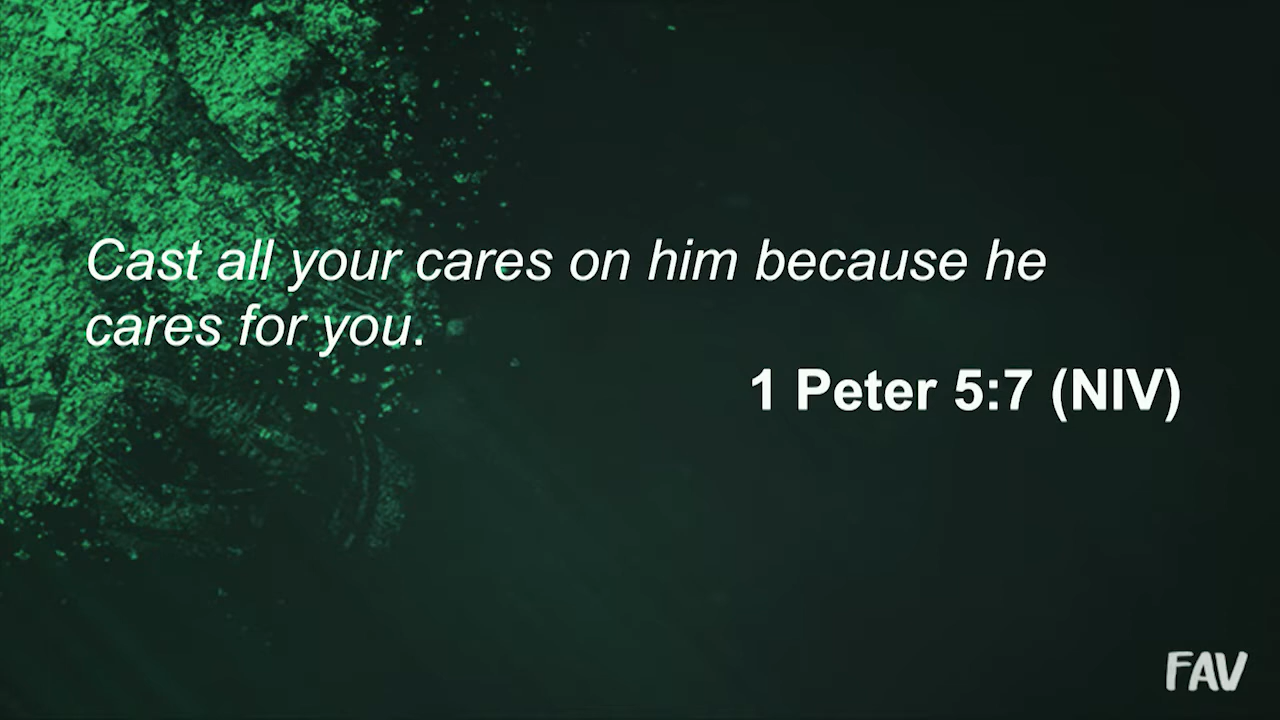 Cast all your cares on him because he
cares for you.
1 Peter 5:7 (NIV)
FAV